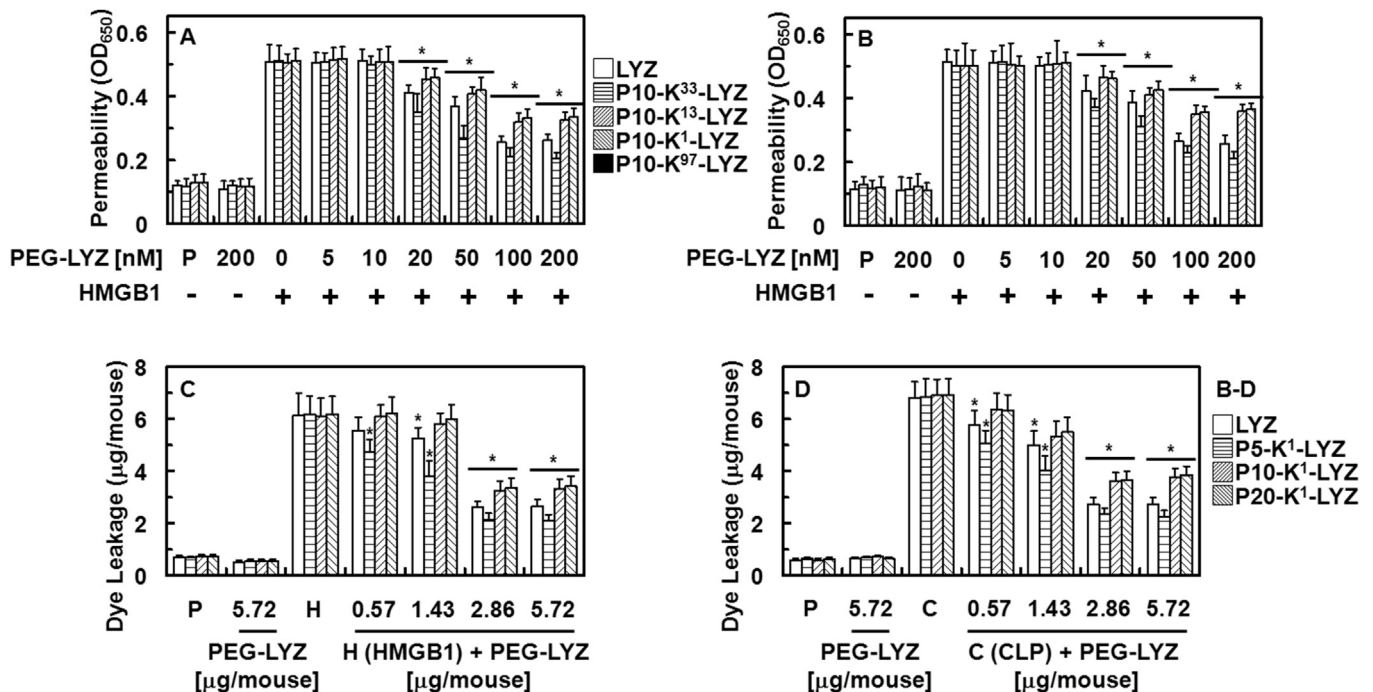 A
Permeability (OD650)
0.6
0.4
0.2
0
PEG-LYZ [nM] P 200 0 5 10 20 50 100 200
HMGB1 - - + + + + + + +
* * * *
LYZ
P10-K33-LYZ
P10-K13-LYZ
P10-K1-LYZ
P10-K97-LYZ
B
Permeability (OD650)
0.6
0.4
0.2
0
PEG-LYZ [nM] P 200 0 5 10 20 50 100 200
HMGB1 - - + + + + + + +
* * * *
C
Dye Leakage (μg/mouse)
8
6
4
2
0
* * * * *
P 5.72 H 0.57 1.43 2.86 5.72
PEG-LYZ
[μg/mouse]
H (HMGB1) + PEG-LYZ
[μg/mouse]
D
Dye Leakage (μg/mouse)
8
6
4
2
0
* * * * * *
P 5.72 C 0.57 1.43 2.86 5.72
PEG-LYZ
[μg/mouse]
C (CLP) + PEG-LYZ
[μg/mouse]
B-D
LYZ
P5-K1-LYZ
P10-K1-LYZ
P20-K1-LYZ